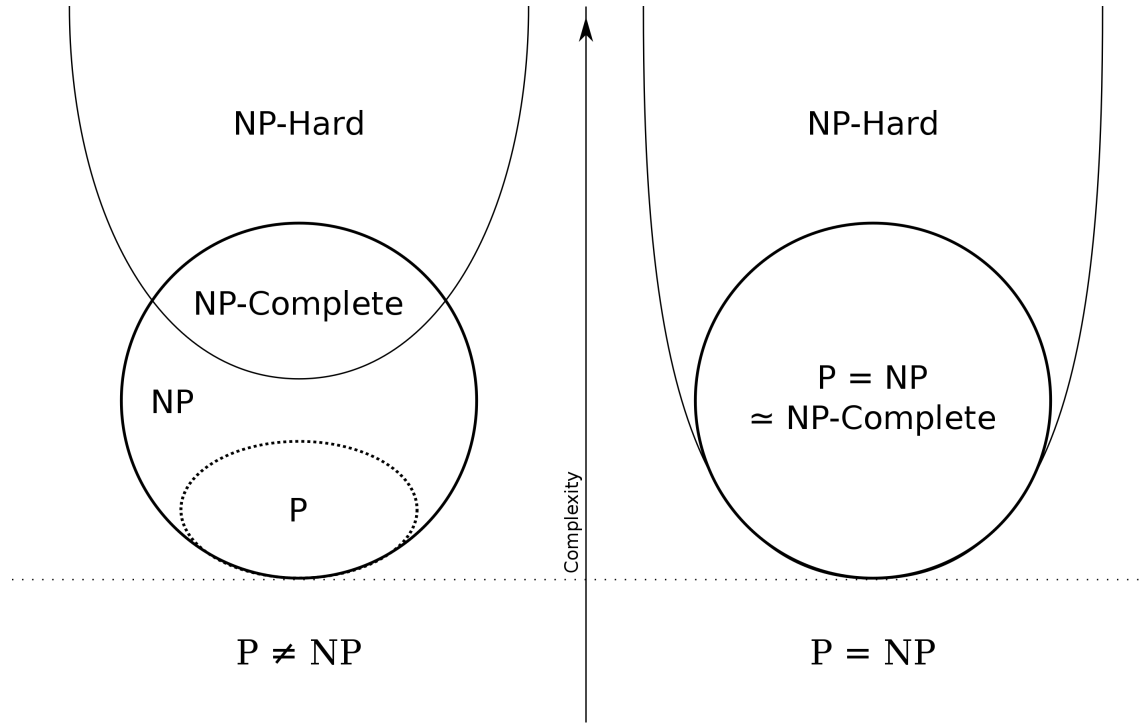 NP-Hard
NP-Complete
NP
P
P ≠ NP
Complexity
NP-Hard
P = NP
≃ NP-Complete
P = NP